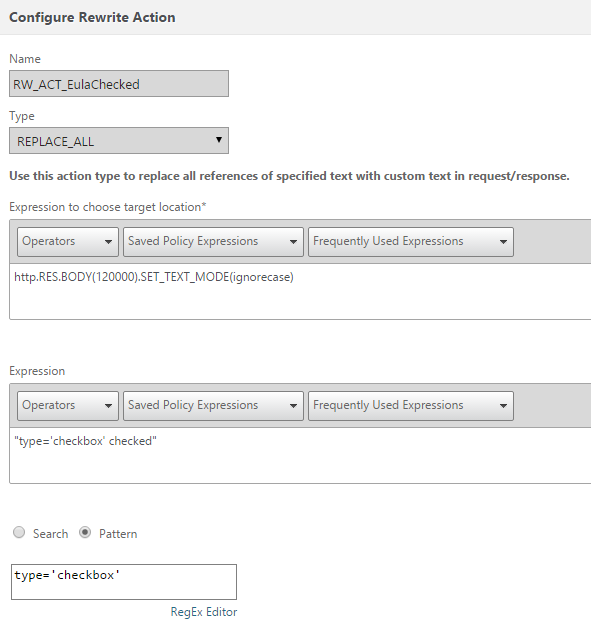 Configure Rewrite Action
Name
RW_ACT_EulaChecked
Type
REPLACE_ALL
Use this action type to replace all references of specified text with custom text in request/response.
Expression to choose target location*
Operators Saved Policy Expressions Frequently Used Expressions
http.RES.BODY(120000).SET_TEXT_MODE(ignorecase)
Expression
Operators Saved Policy Expressions Frequently Used Expressions
"type='checkbox' checked"
Search Pattern
type='checkbox'
RegEx Editor